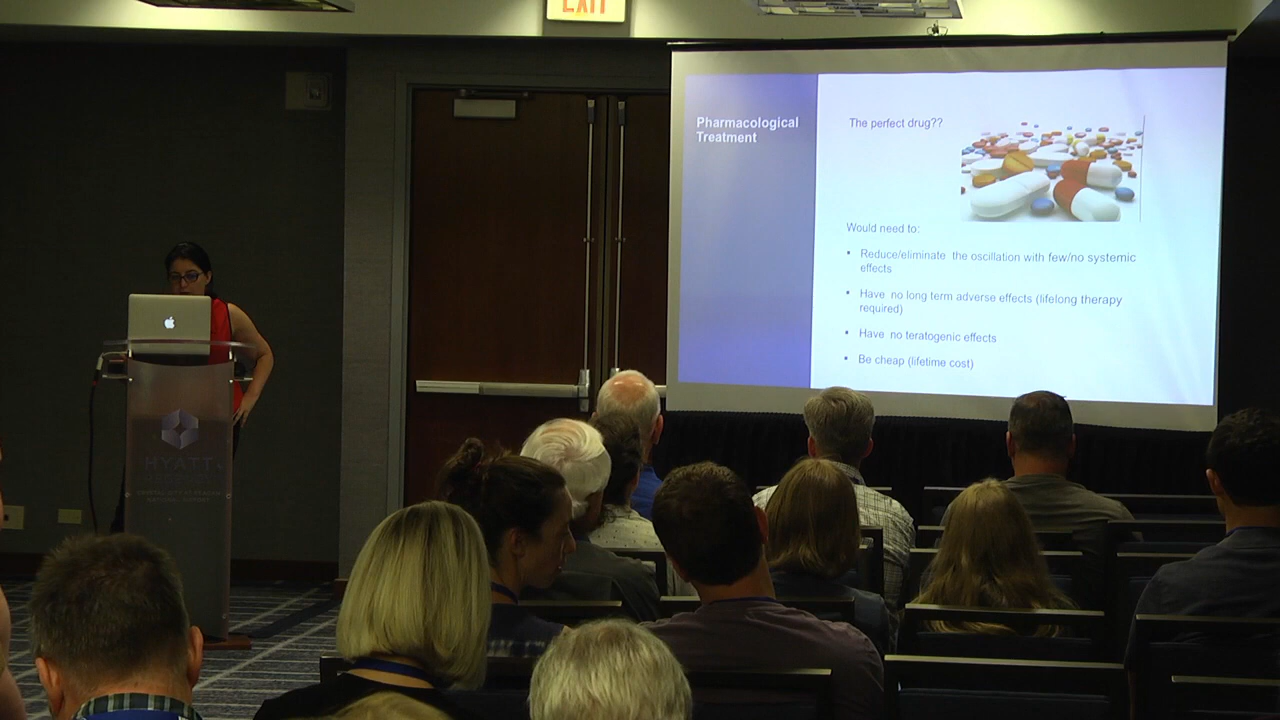 EXIT
Pharmacological
Treatment
The perfect drug??
Would need to:
▪ Reduce/eliminate the oscillation with few/no systemic
effects
▪ Have no long term adverse effects (lifelong therapy
required)
▪ Have no teratogenic effects
▪ Be cheap (lifetime cost)
HYATT